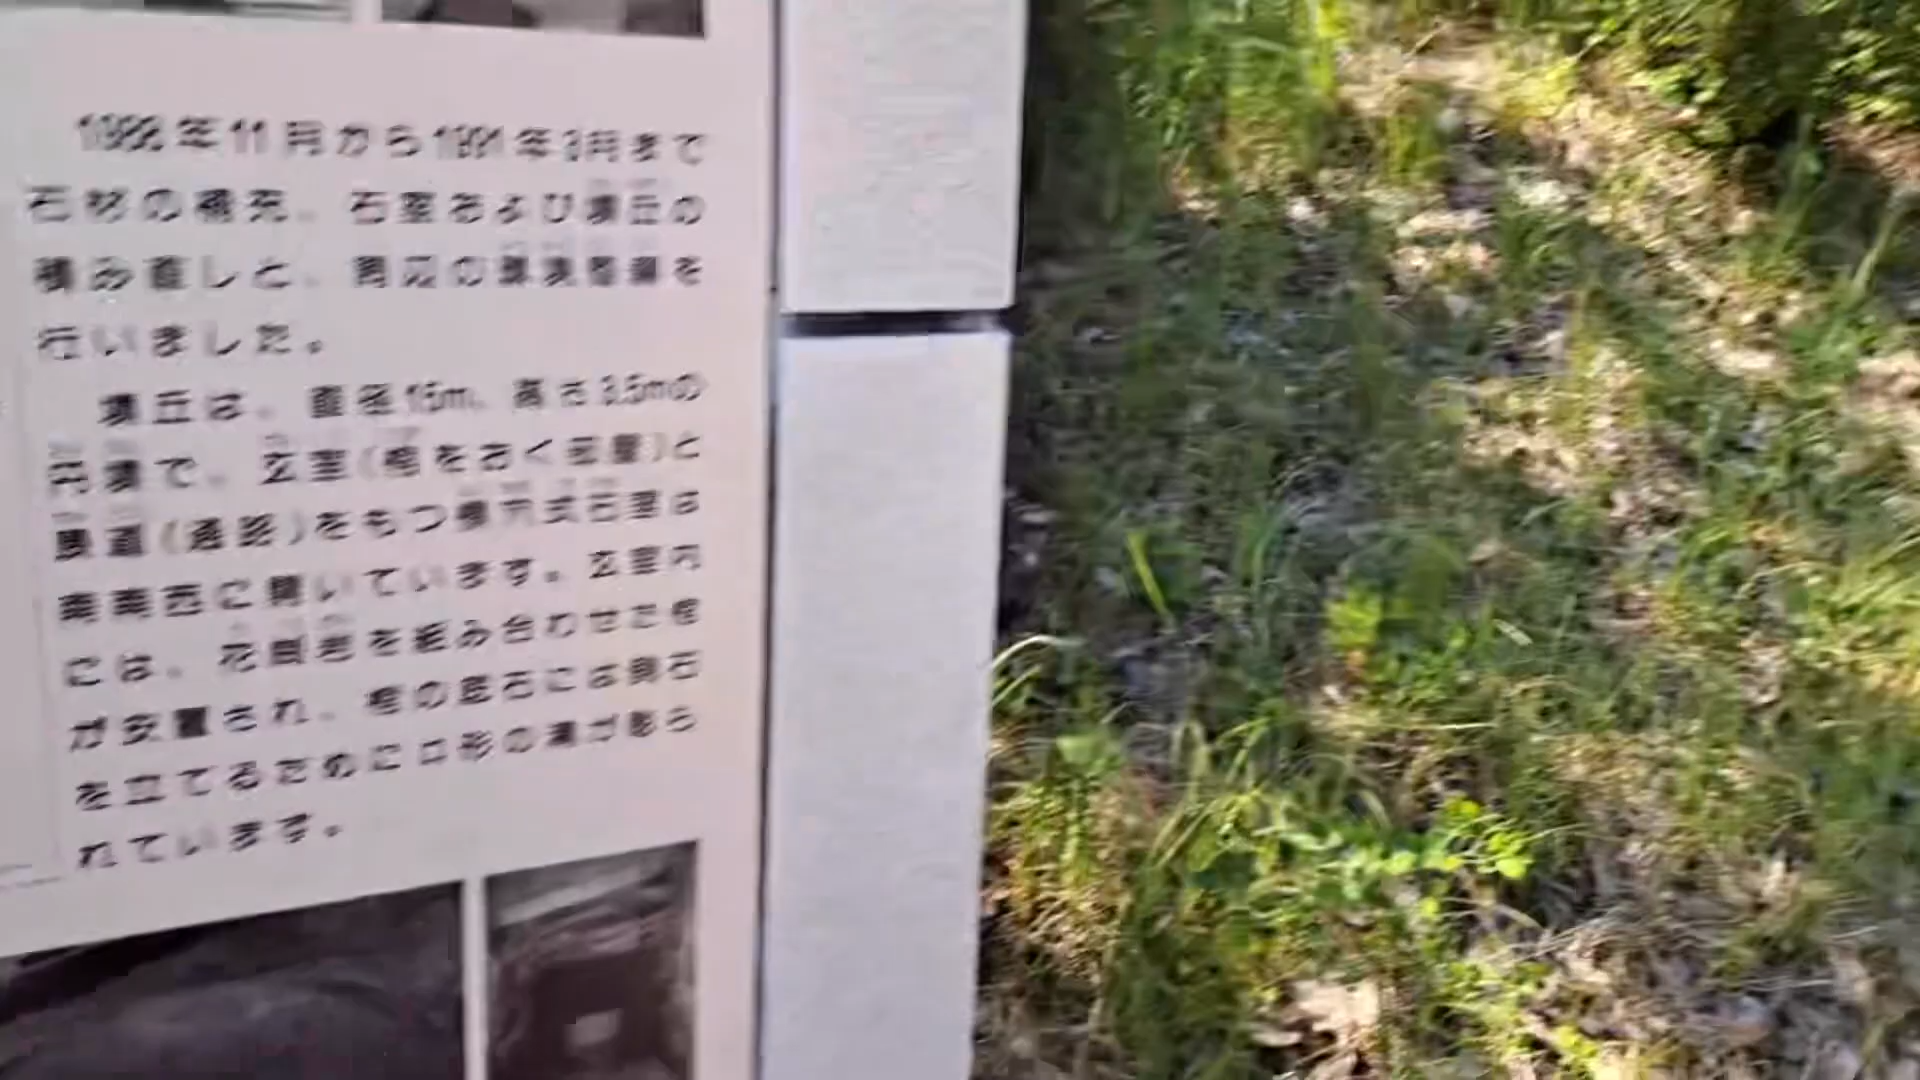 年11月から1991年3月まで
石材の補充、石室および墳丘の
積み直しと、周辺の環境整備を
行いました。
墳丘は、直径15m、高さ3.5mの
円墳で、玄室(棺をおく部屋)と
羨道(通路)をもつ横穴式石室は
南南西に開いています。玄室内
には、花崗岩を組み合わせた棺
が安置され、棺の底石には側石
を立てるためにロ形の溝が彫ら
れています。